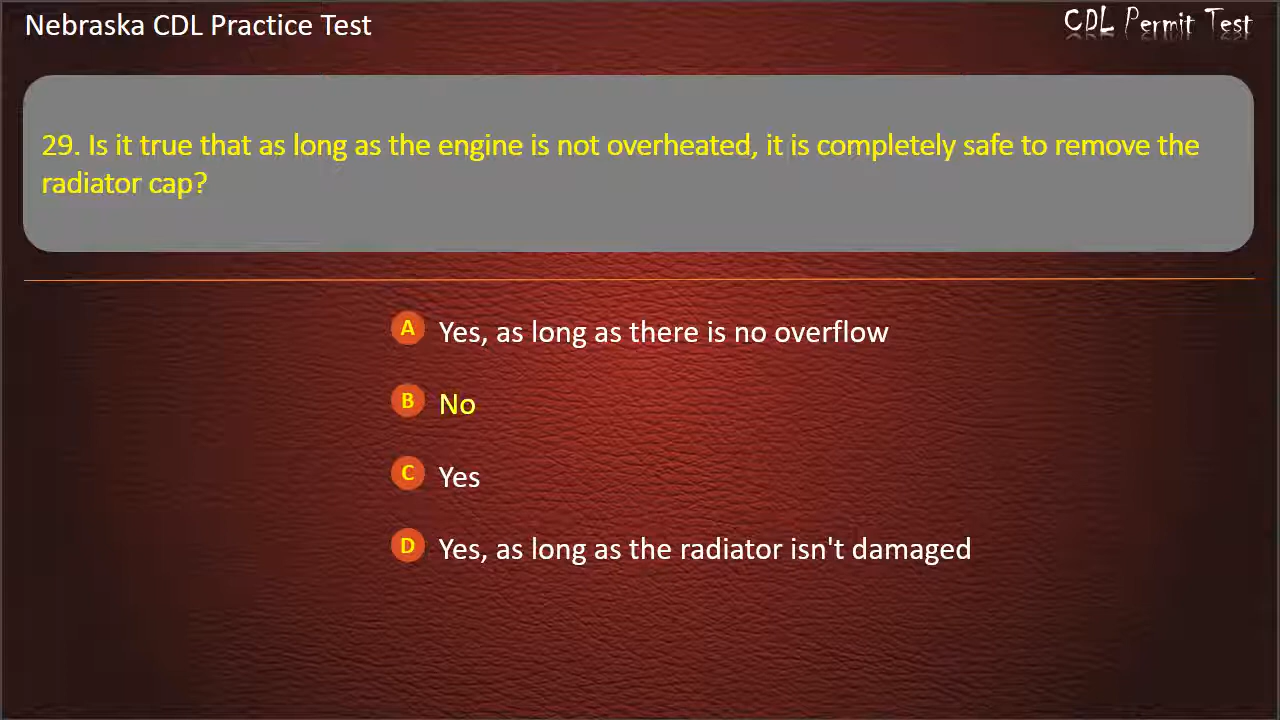 Nebraska CDL Practice Test
CDL Permit Test
29. Is it true that as long as the engine is not overheated, it is completely safe to remove the
radiator cap?
A Yes, as long as there is no overflow
B No
C Yes
D Yes, as long as the radiator isn't damaged